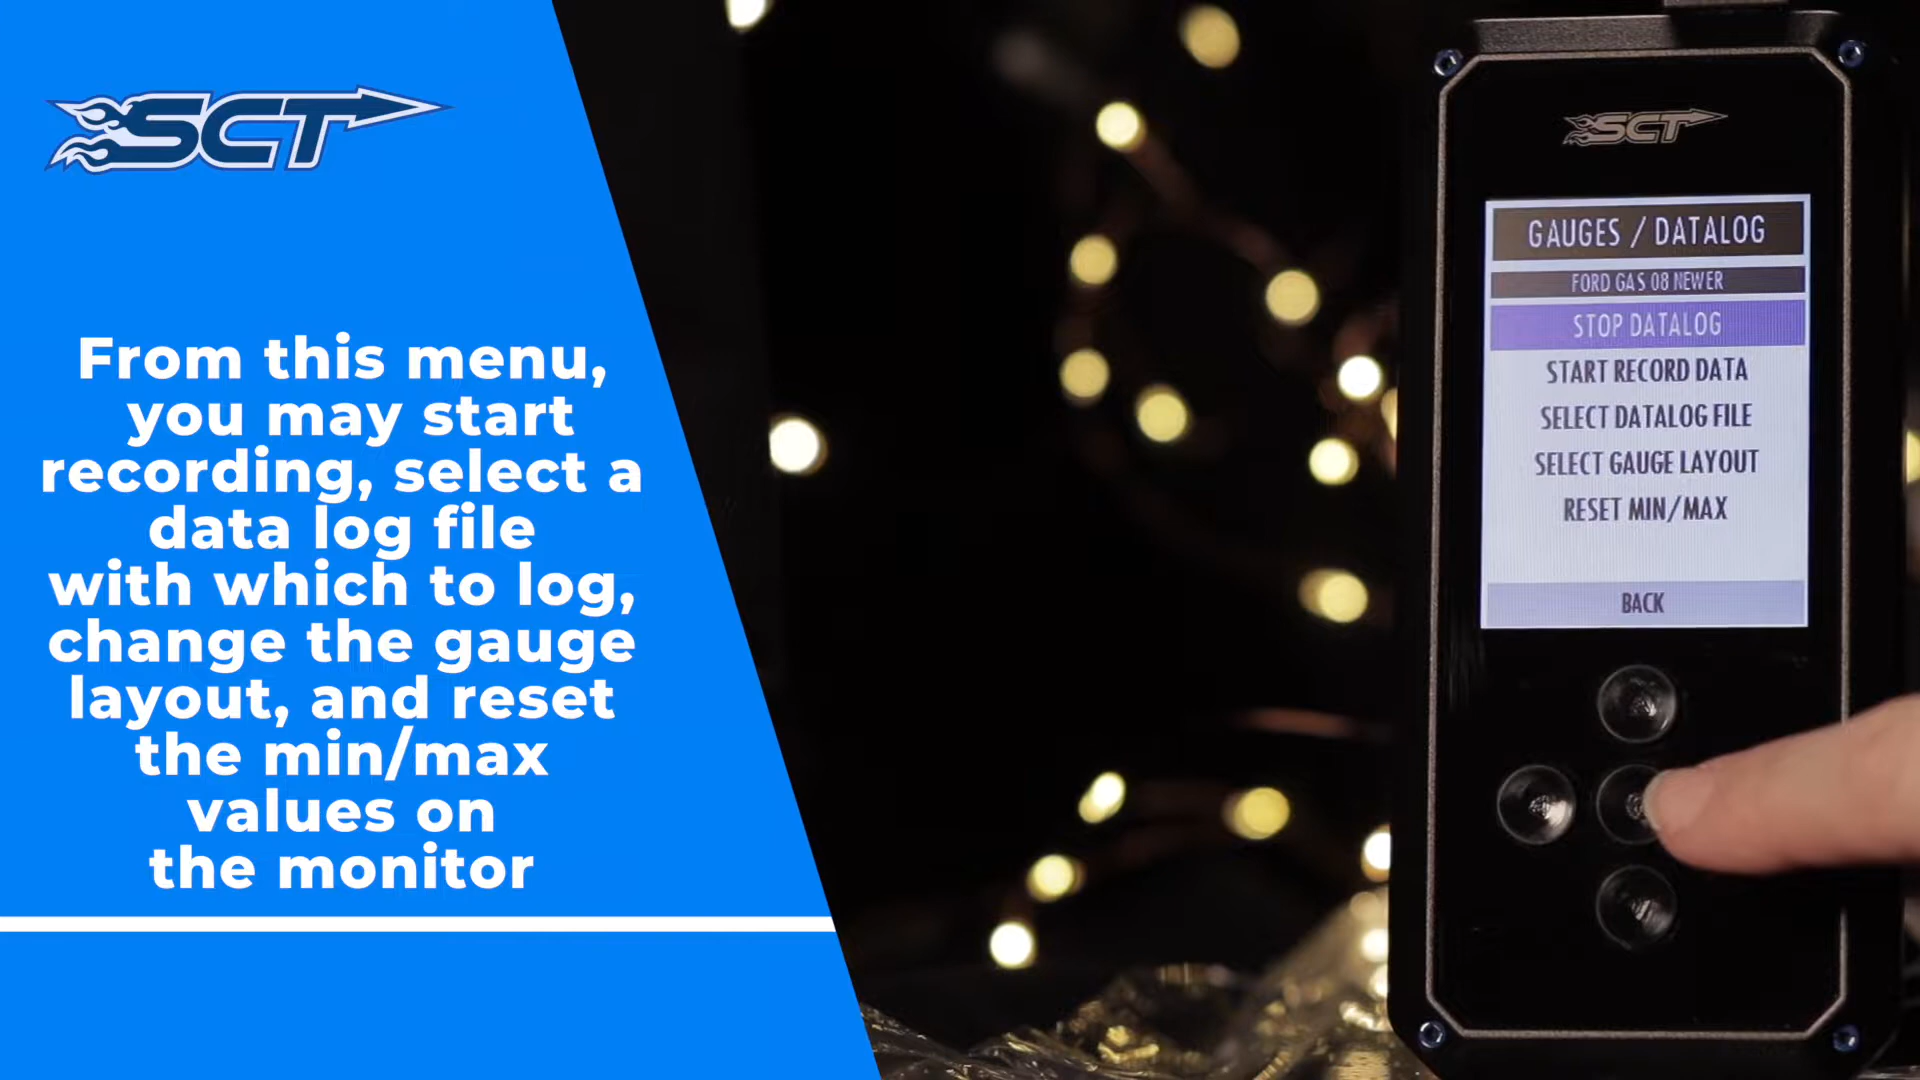 SCT
From this menu,
you may start
recording, select a
data log file
with which to log,
change the gauge
layout, and reset
the min/max
values on
the monitor
SCT
GAUGES / DATALOG
FORD GAS 08 NEWER
STOP DATALOG
START RECORD DATA
SELECT DATALOG FILE
SELECT GAUGE LAYOUT
RESET MIN/MAX
BACK